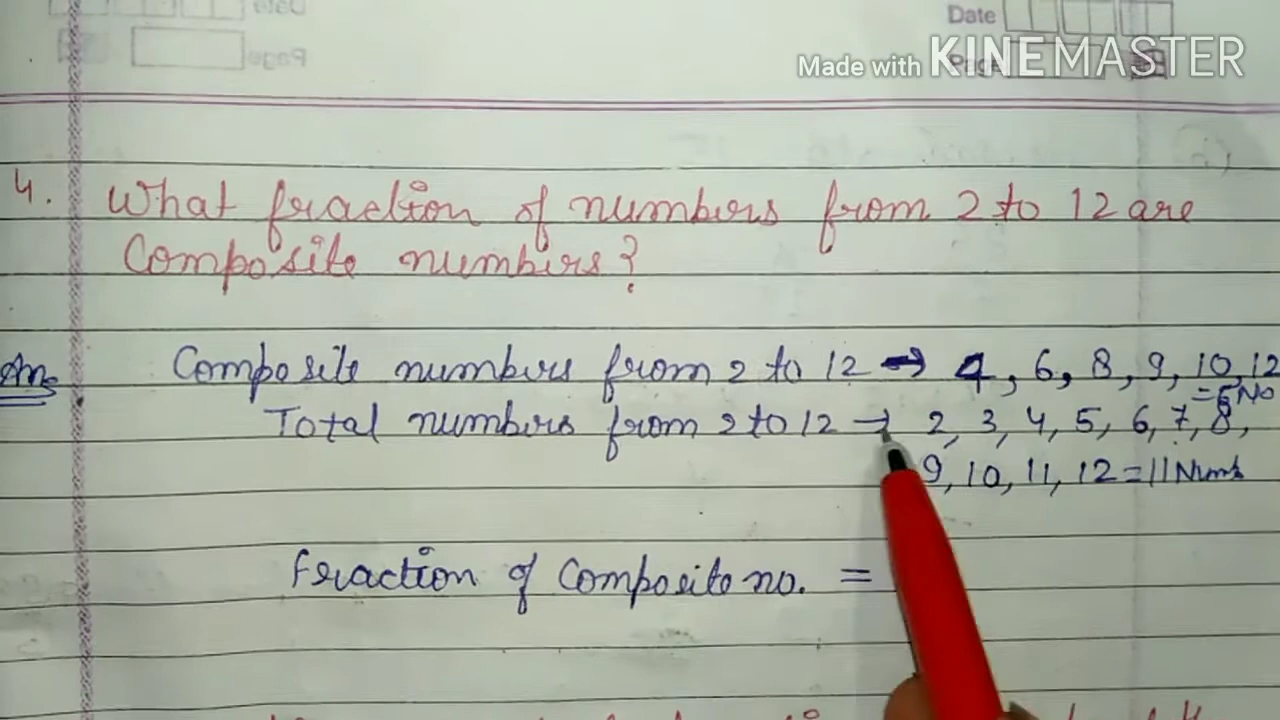 Date
Page
Made with KINEMASTER
4. What fraction of numbers from 2 to 12 are
Composite numbers?
Ans Composite numbers from 2 to 12 → 4, 6, 8, 9, 10, 12
Total numbers from 2 to 12 → 2, 3, 4, 5, 6, 7, 8,
9, 10, 11, 12 = 11 Nums
fraction of Composite no. =